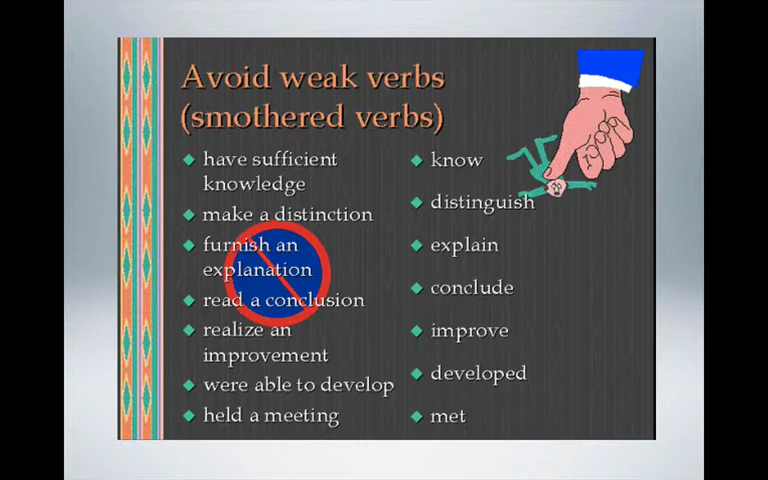 Avoid weak verbs
(smothered verbs)
have sufficient
knowledge
make a distinction
furnish an
explanation
read a conclusion
realize an
improvement
were able to develop
held a meeting
know
distinguish
explain
conclude
improve
developed
met